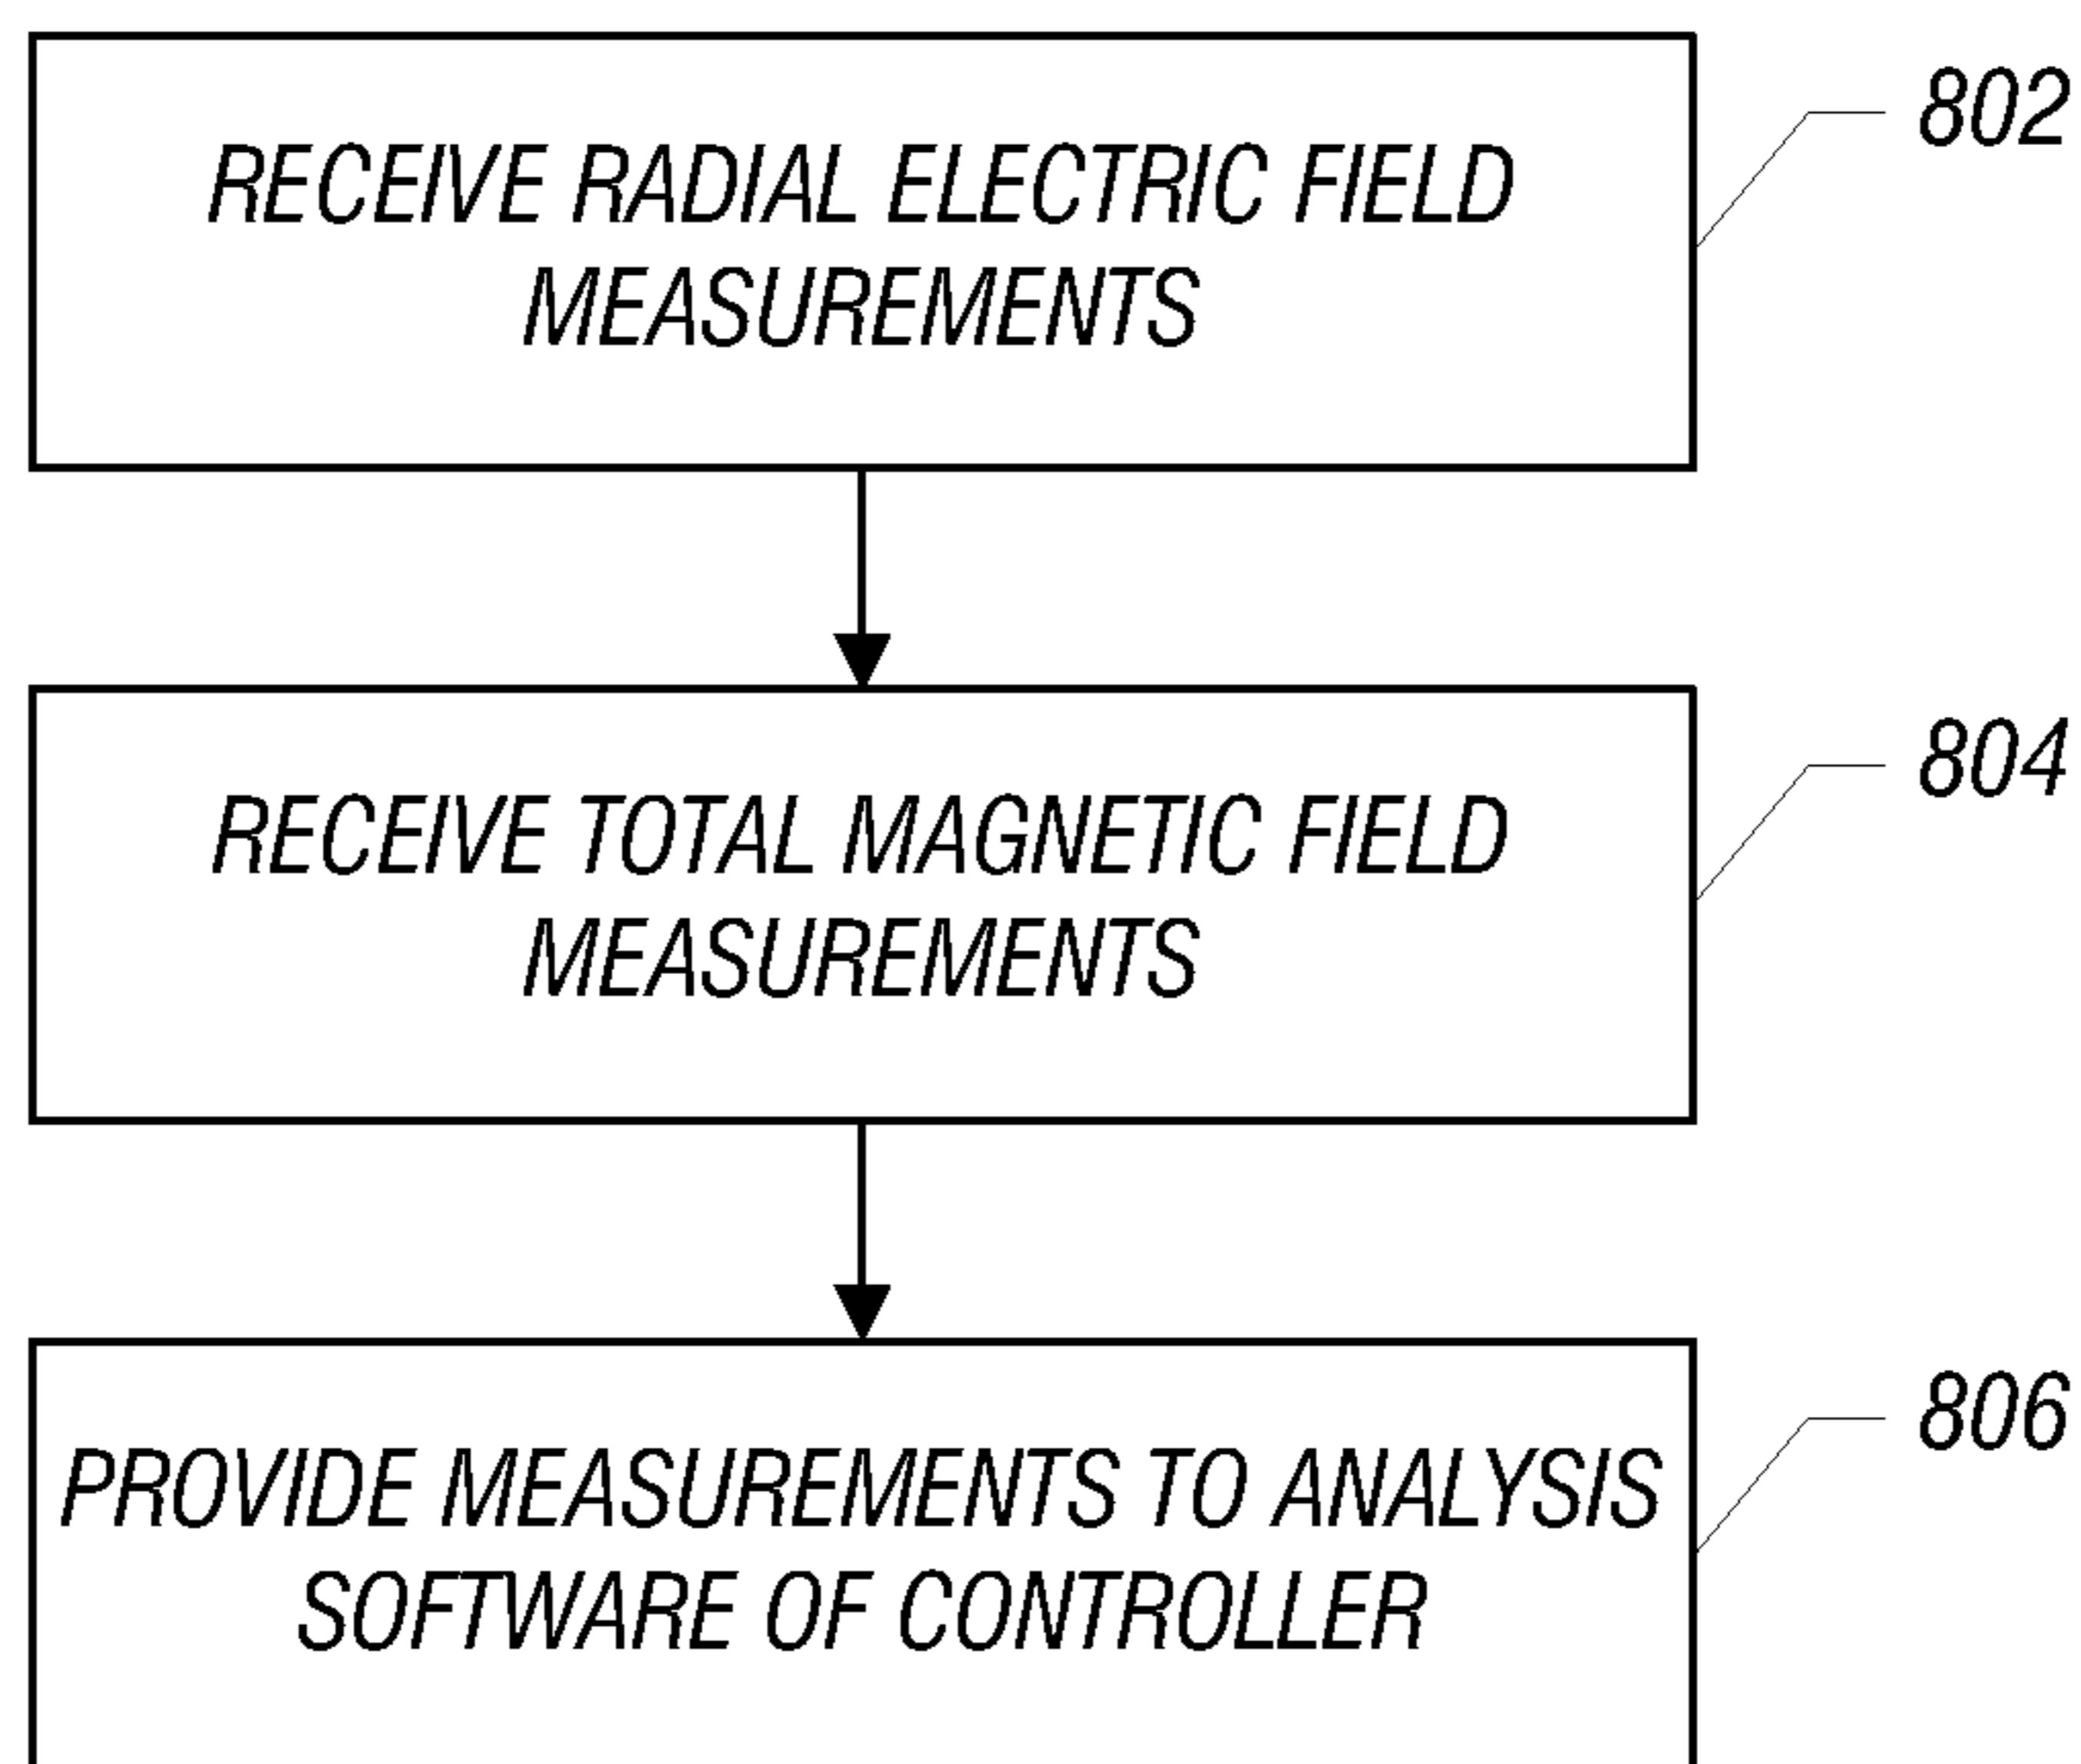 RECEIVE RADIAL ELECTRIC FIELD
MEASUREMENTS
802
RECEIVE TOTAL MAGNETIC FIELD
MEASUREMENTS
804
PROVIDE MEASUREMENTS TO ANALYSIS
SOFTWARE OF CONTROLLER
806